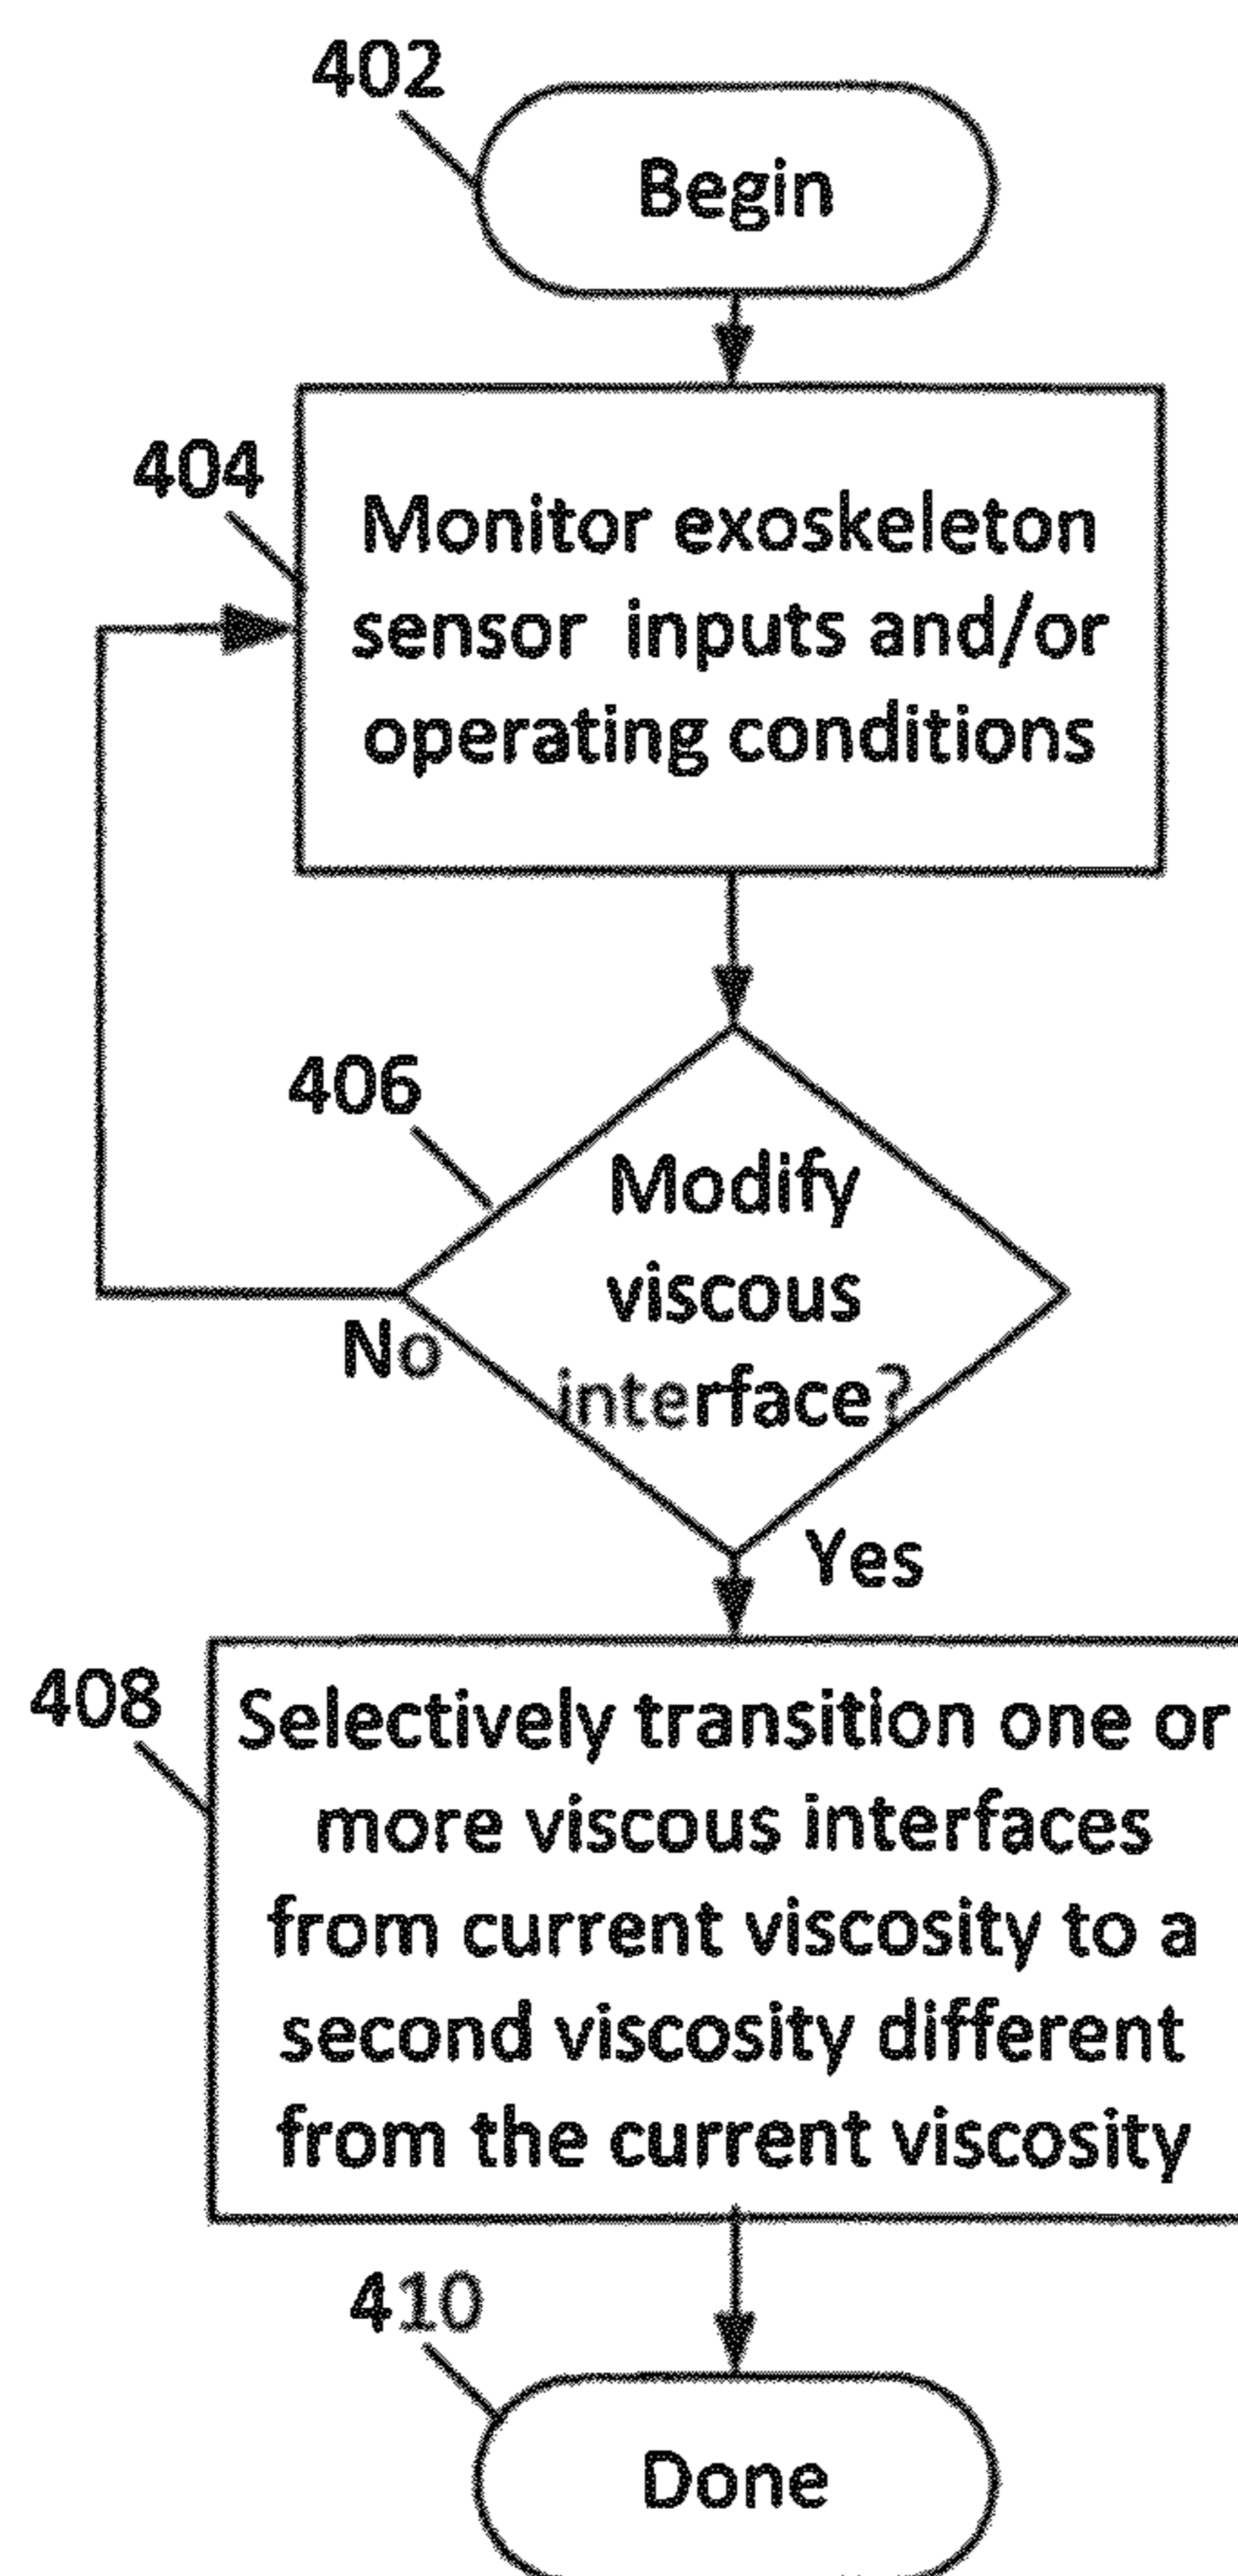 402
Begin
404
Monitor exoskeleton
sensor inputs and/or
operating conditions
406
Modify
viscous
interface?
No
Yes
408
Selectively transition one or
more viscous interfaces
from current viscosity to a
second viscosity different
from the current viscosity
410
Done